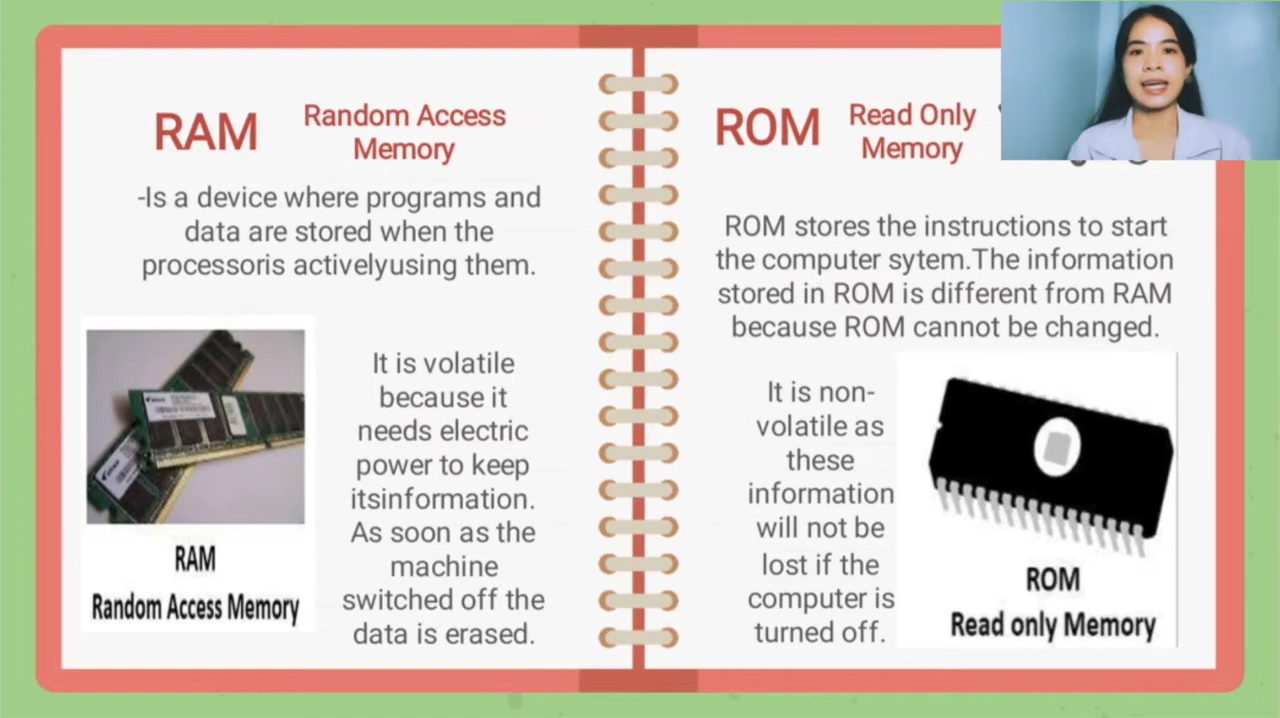 RAM
Random Access
Memory
-Is a device where programs and
data are stored when the
processoris activelyusing them.
It is volatile
because it
needs electric
power to keep
itsinformation.
As soon as the
machine
switched off the
data is erased.
RAM
Random Access Memory
ROM
Read Only
Memory
ROM stores the instructions to start
the computer sytem.The information
stored in ROM is different from RAM
because ROM cannot be changed.
It is non-
volatile as
these
information
will not be
lost if the
computer is
turned off.
ROM
Read only Memory